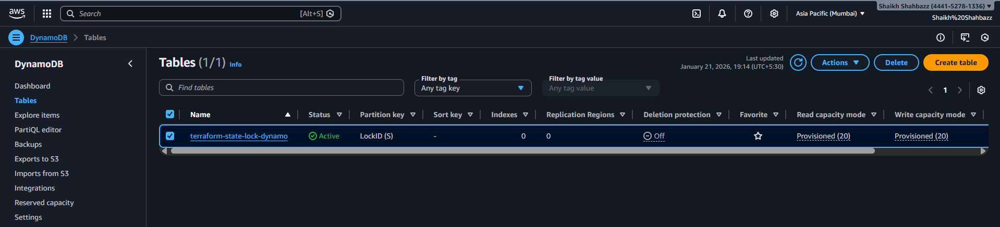 aws
Search [Alt+S]
Asia Pacific (Mumbai)
Shaikh Shahbazz (4441-5278-1336)
Shaikh%20Shahbazz
DynamoDB Tables
DynamoDB
Dashboard
Tables
Explore items
PartiQL editor
Backups
Exports to S3
Imports from S3
Integrations
Reserved capacity
Settings
Tables (1/1) Info
Last updated
January 21, 2026, 19:14 (UTC+5:30)
Actions Delete Create table
Find tables
Filter by tag
Any tag key
Filter by tag value
Any tag value
1
Name Status Partition key Sort key Indexes Replication Regions Deletion protection Favorite Read capacity mode Write capacity mode
terraform-state-lock-dynamo Active LockID (S) - 0 0 Off Provisioned (20) Provisioned (20)